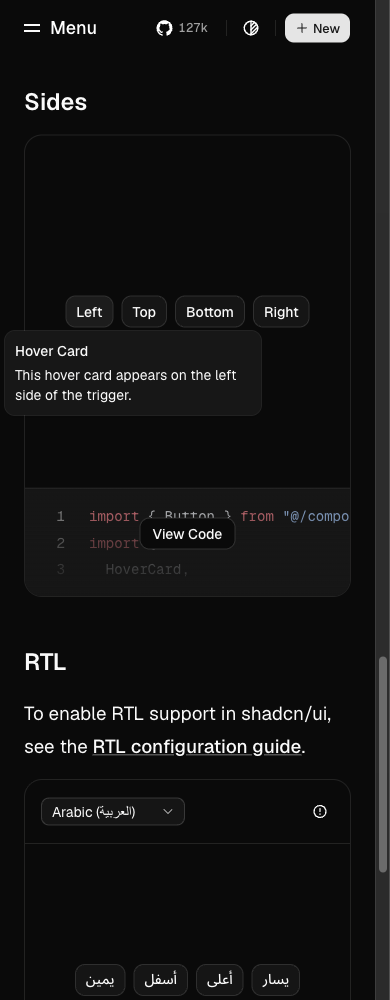 Menu
127k
+ New
Sides
Left
Top
Bottom
Right
Hover Card
This hover card appears on the left
side of the trigger.
1 import { Button } from "@/compo
2 import
View Code
3 HoverCard,
RTL
To enable RTL support in shadcn/ui,
see the RTL configuration guide.
Arabic (العربية)
يسار
أعلى
أسفل
يمين